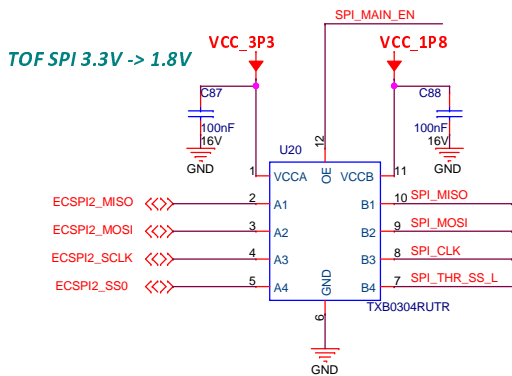 SPI_MAIN_EN
VCC_3P3
VCC_1P8
TOF SPI 3.3V -> 1.8V
C87
C88
100nF
100nF
16V
16V
GND
GND
U20
12
1
11
VCCA
OE
VCCB
ECSPI2_MISO
2
A1
B1
10
SPI_MISO
ECSPI2_MOSI
3
A2
B2
9
SPI_MOSI
ECSPI2_SCLK
4
A3
B3
8
SPI_CLK
ECSPI2_SS0
5
A4
GND
B4
7
SPI_THR_SS_L
TXB0304RUTR
6
GND